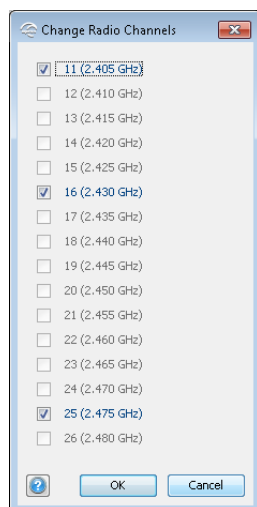 Change Radio Channels
11 (2.405 GHz)
12 (2.410 GHz)
13 (2.415 GHz)
14 (2.420 GHz)
15 (2.425 GHz)
16 (2.430 GHz)
17 (2.435 GHz)
18 (2.440 GHz)
19 (2.445 GHz)
20 (2.450 GHz)
21 (2.455 GHz)
22 (2.460 GHz)
23 (2.465 GHz)
24 (2.470 GHz)
25 (2.475 GHz)
26 (2.480 GHz)
? OK Cancel